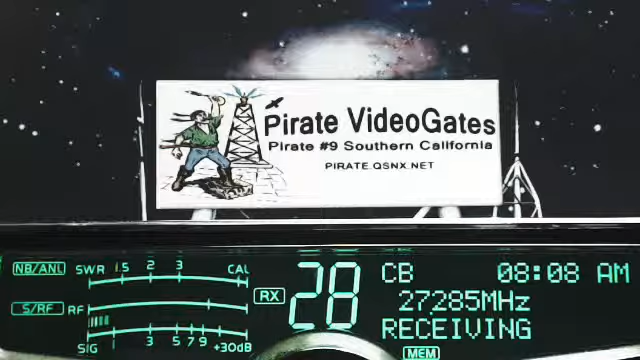 Pirate VideoGates
Pirate #9 Southern California
PIRATE.QSNX.NET
NB/ANL SWR 1.5 2 3 CAL
CB 08:08 AM
S/RF RF RX 28 27285MHz
RECEIVING
SIG 1 3 5 7 9 +30dB MEM